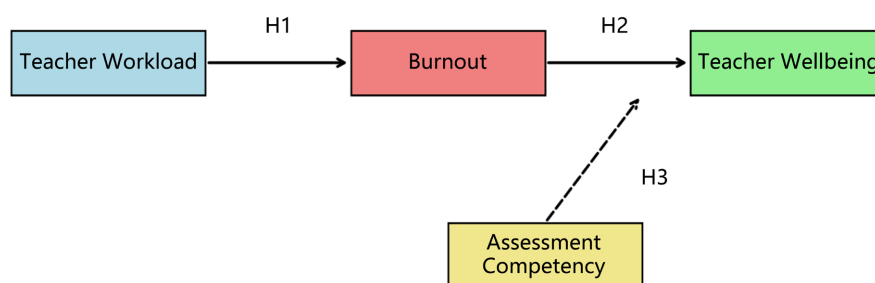 H1
H2
Teacher Workload
Burnout
Teacher Wellbeing
H3
Assessment
Competency